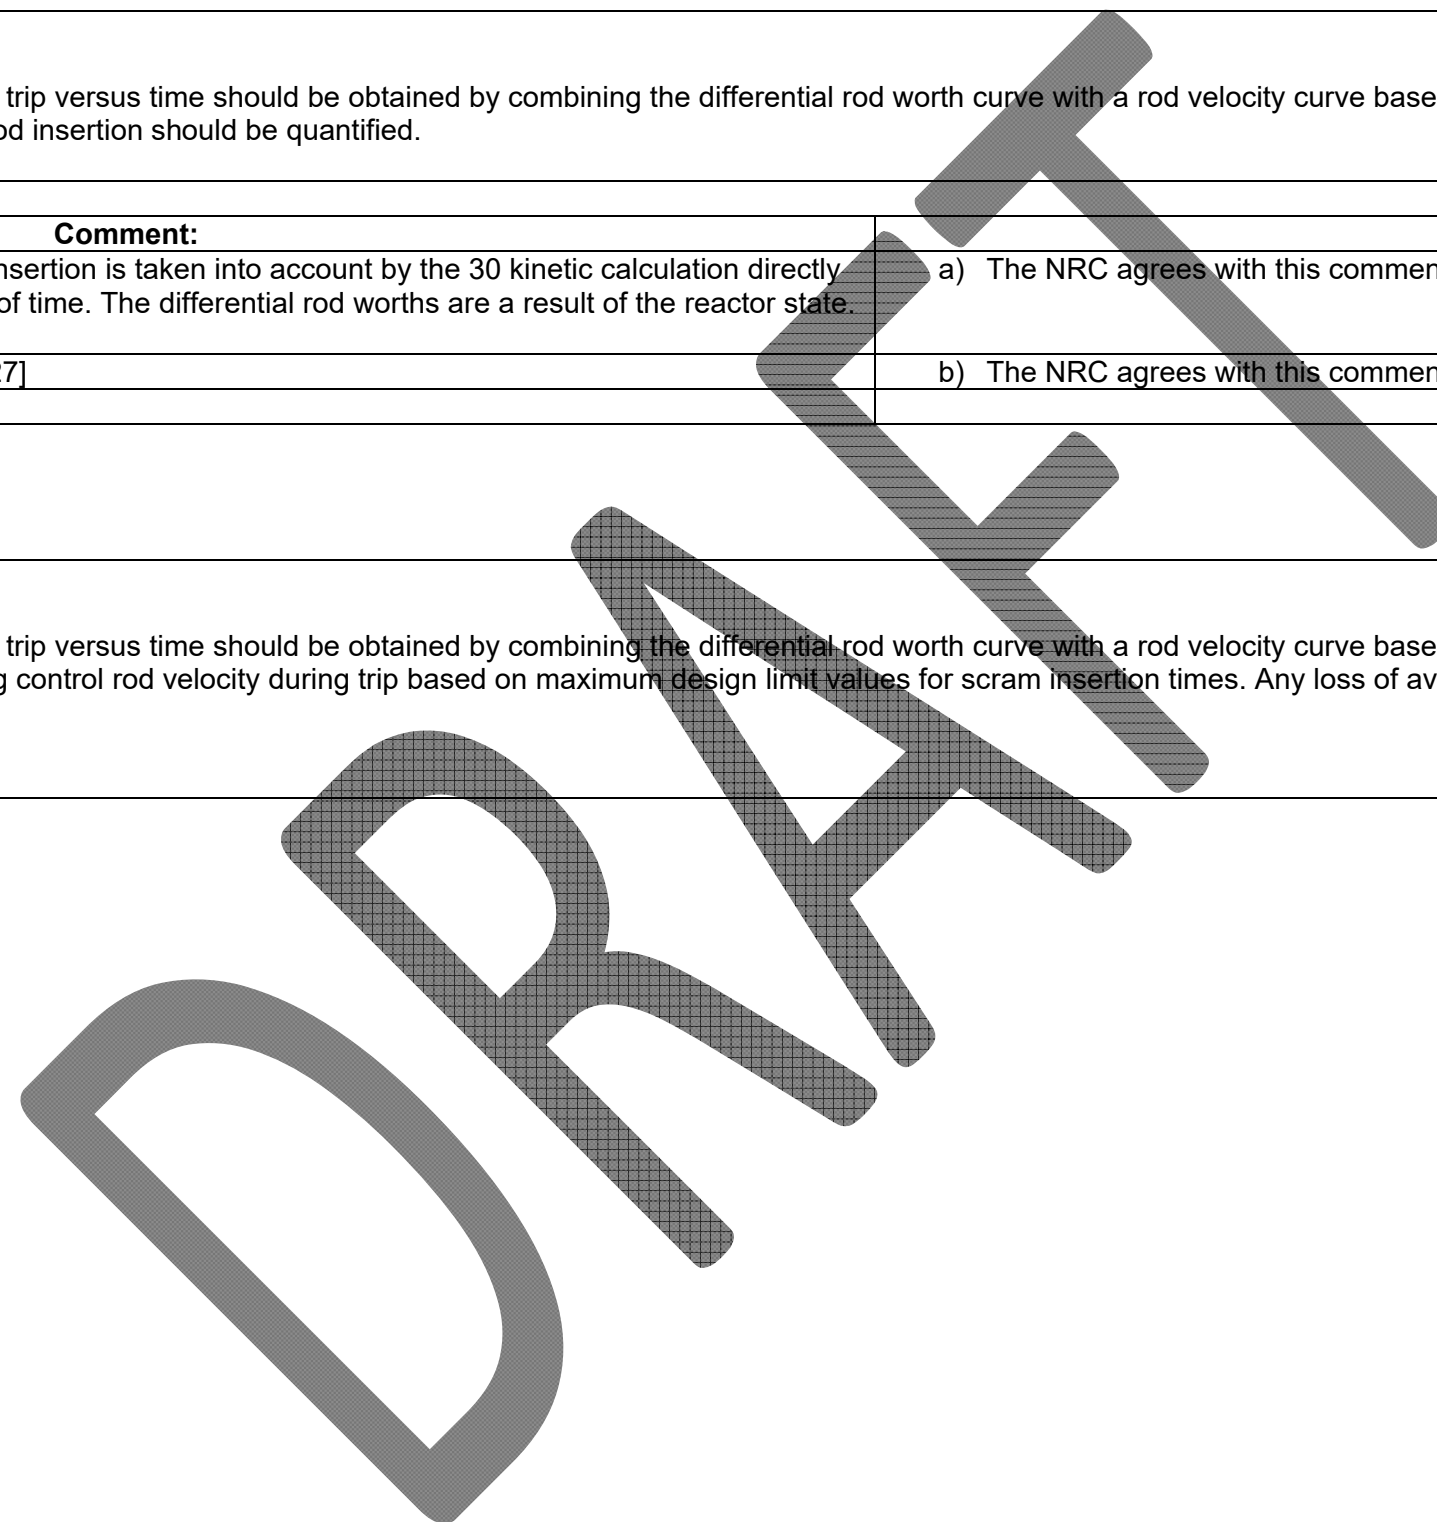 trip versus time should be obtained by combining the differential rod worth curve with a rod velocity curve base
od insertion should be quantified.
Comment:
nsertion is taken into account by the 30 kinetic calculation directly
a) The NRC agrees with this commen
of time. The differential rod worths are a result of the reactor state.
27]
b) The NRC agrees with this commen
trip versus time should be obtained by combining the differential rod worth curve with a rod velocity curve base
g control rod velocity during trip based on maximum design limit values for scram insertion times. Any loss of av
DRAFT